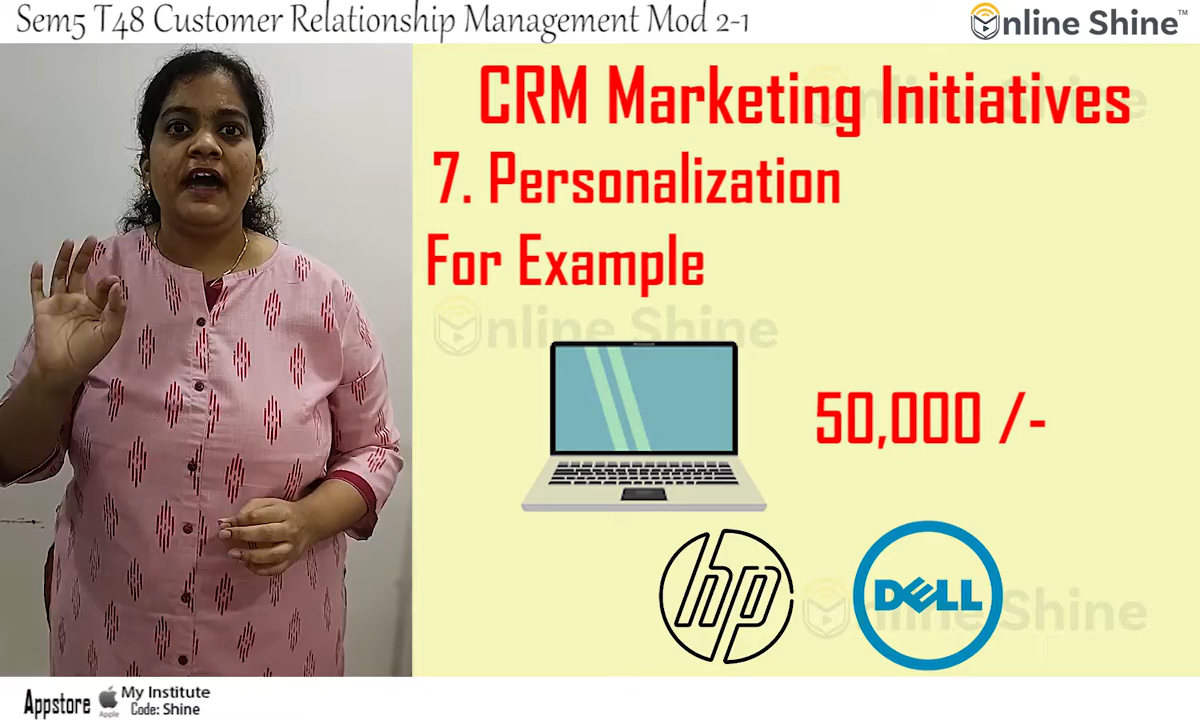 Sem5 T48 Customer Relationship Management Mod 2-1
Online Shine™
CRM Marketing Initiatives
7. Personalization
For Example
Online Shine
50,000 /-
hp
DELL
Online Shine
Appstore
Apple
My Institute
Code: Shine